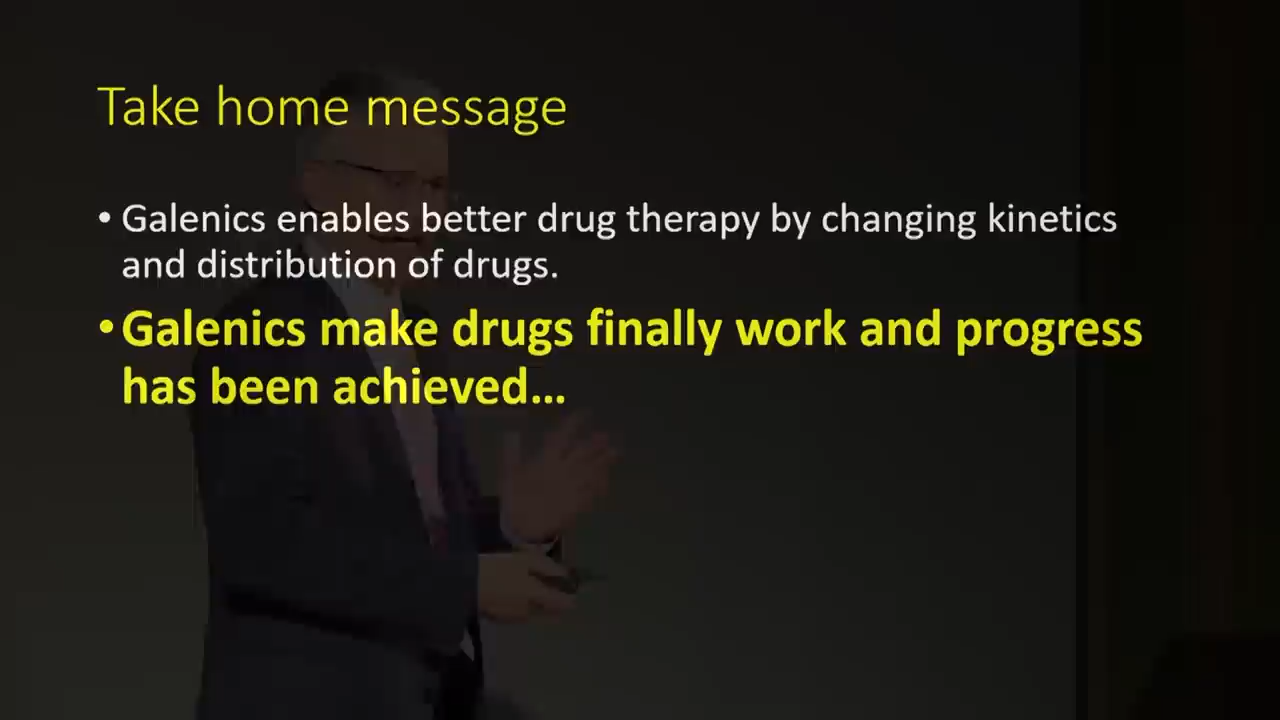 Take home message
• Galenics enables better drug therapy by changing kinetics
and distribution of drugs.
• Galenics make drugs finally work and progress
has been achieved…